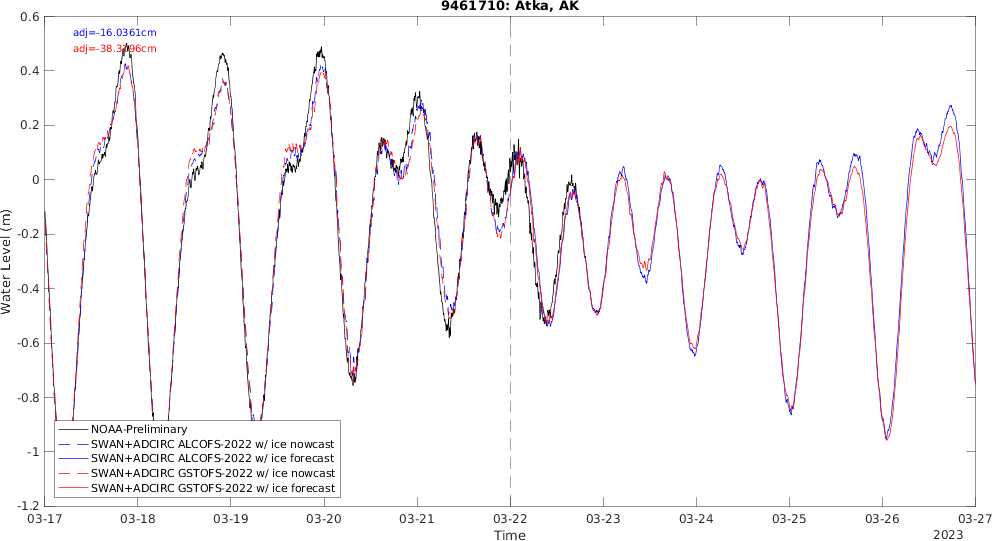 9461710: Atka, AK
adj=-16.0361cm
Water Level (m)
0.6
0.4
0.2
0
-0.2
-0.4
-0.6
-0.8
-1
-1.2
NOAA-Preliminary
SWAN+ADCIRC ALCOFS-2022 w/ ice nowcast
SWAN+ADCIRC ALCOFS-2022 w/ ice forecast
SWAN+ADCIRC GSTOFS-2022 w/ ice nowcast
SWAN+ADCIRC GSTOFS-2022 w/ ice forecast
03-17 03-18 03-19 03-20 03-21 03-22 03-23 03-24 03-25 03-26 03-27
Time
2023